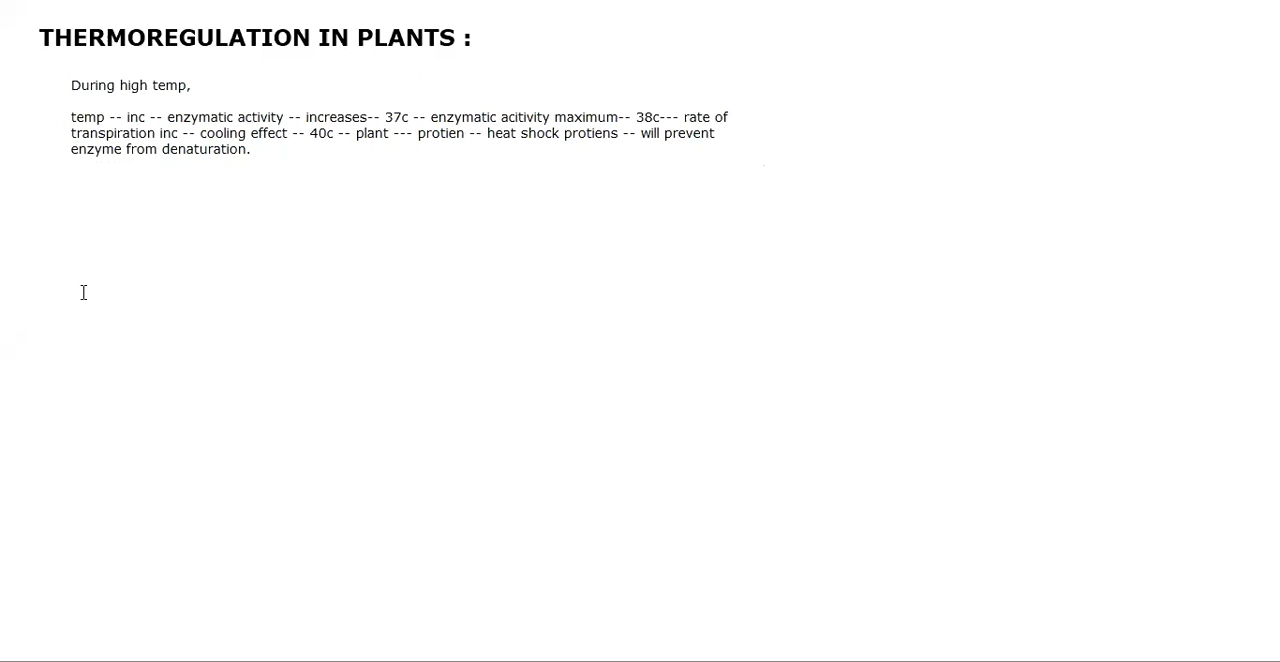 THERMOREGULATION IN PLANTS :
During high temp,
temp -- inc -- enzymatic activity -- increases-- 37c -- enzymatic acitivity maximum-- 38c--- rate of
transpiration inc -- cooling effect -- 40c -- plant --- protien -- heat shock protiens -- will prevent
enzyme from denaturation.